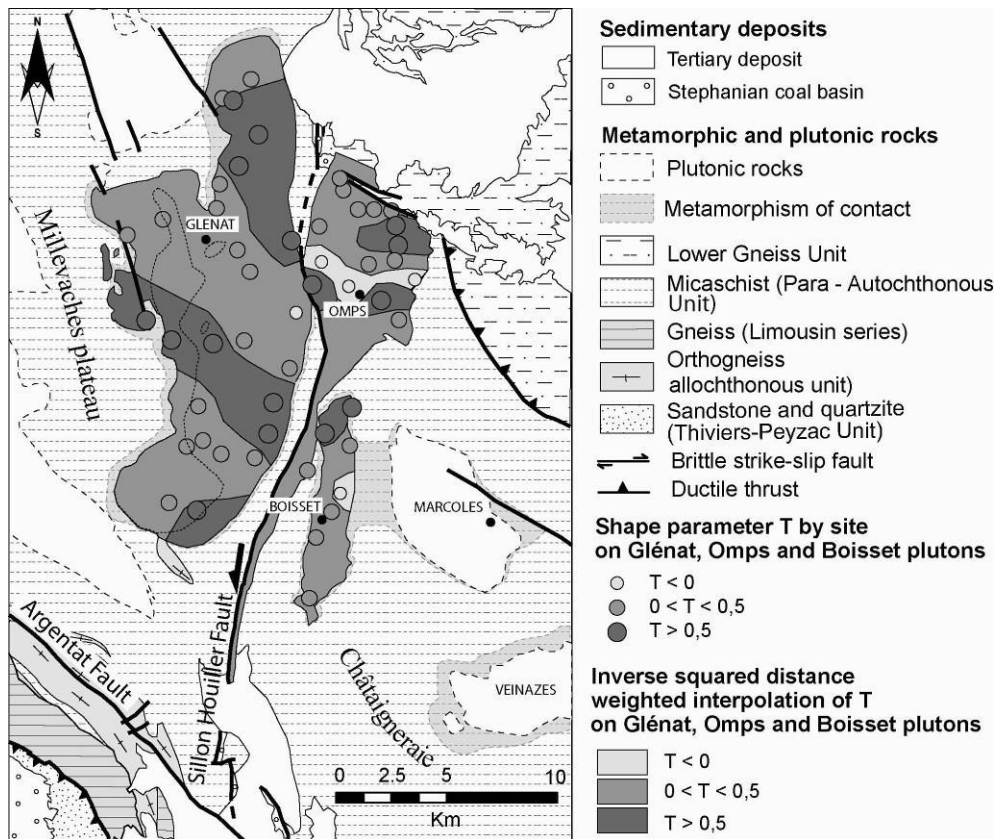 N
S
GLENAT
OMPS
BOISSET
MARCOLES
VEINAZES
Millevaches plateau
Argentat Fault
Sillon Houiller Fault
Châtaigneraie
0 2.5 5 10
Km
Sedimentary deposits
Tertiary deposit
Stephanian coal basin
Metamorphic and plutonic rocks
Plutonic rocks
Metamorphism of contact
Lower Gneiss Unit
Micaschist (Para - Autochthonous
Unit)
Gneiss (Limousin series)
Orthogneiss
allochthonous unit)
Sandstone and quartzite
(Thiviers-Peyzac Unit)
Brittle strike-slip fault
Ductile thrust
Shape parameter T by site
on Glénat, Omps and Boisset plutons
T < 0
0 < T < 0,5
T > 0,5
Inverse squared distance
weighted interpolation of T
on Glénat, Omps and Boisset plutons
T < 0
0 < T < 0,5
T > 0,5